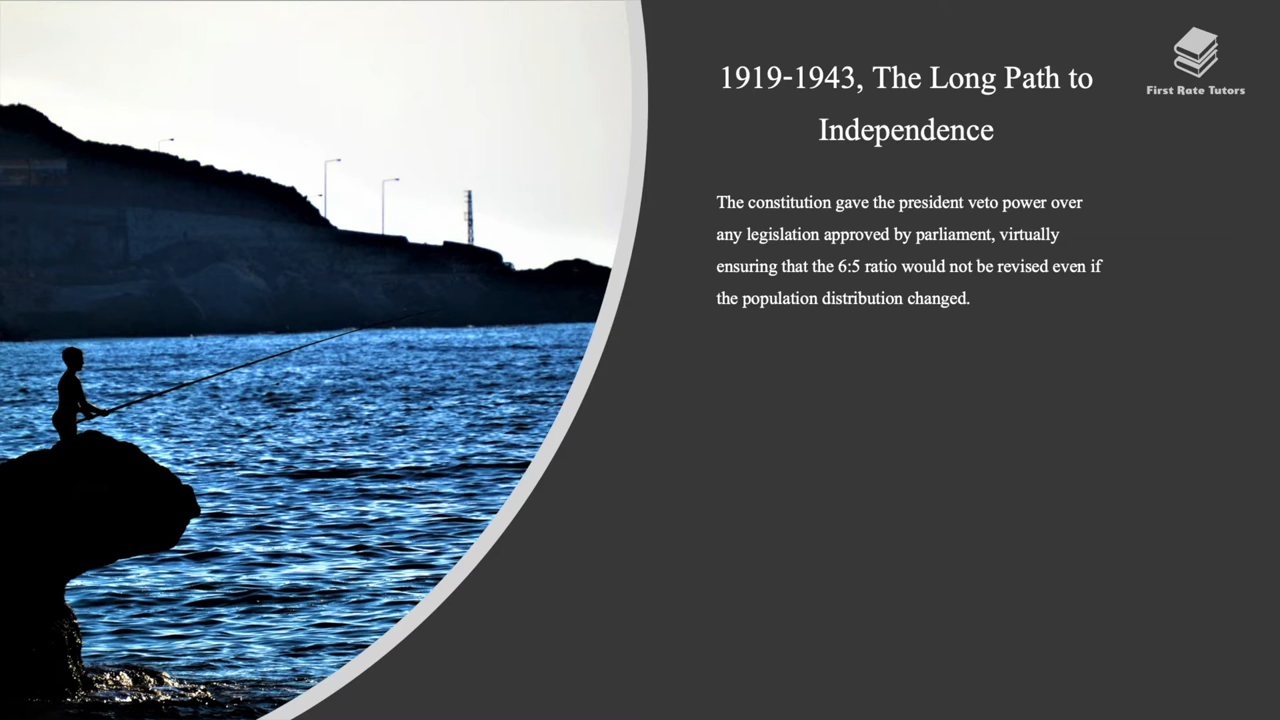 1919-1943, The Long Path to
Independence
First Rate Tutors
The constitution gave the president veto power over
any legislation approved by parliament, virtually
ensuring that the 6:5 ratio would not be revised even if
the population distribution changed.